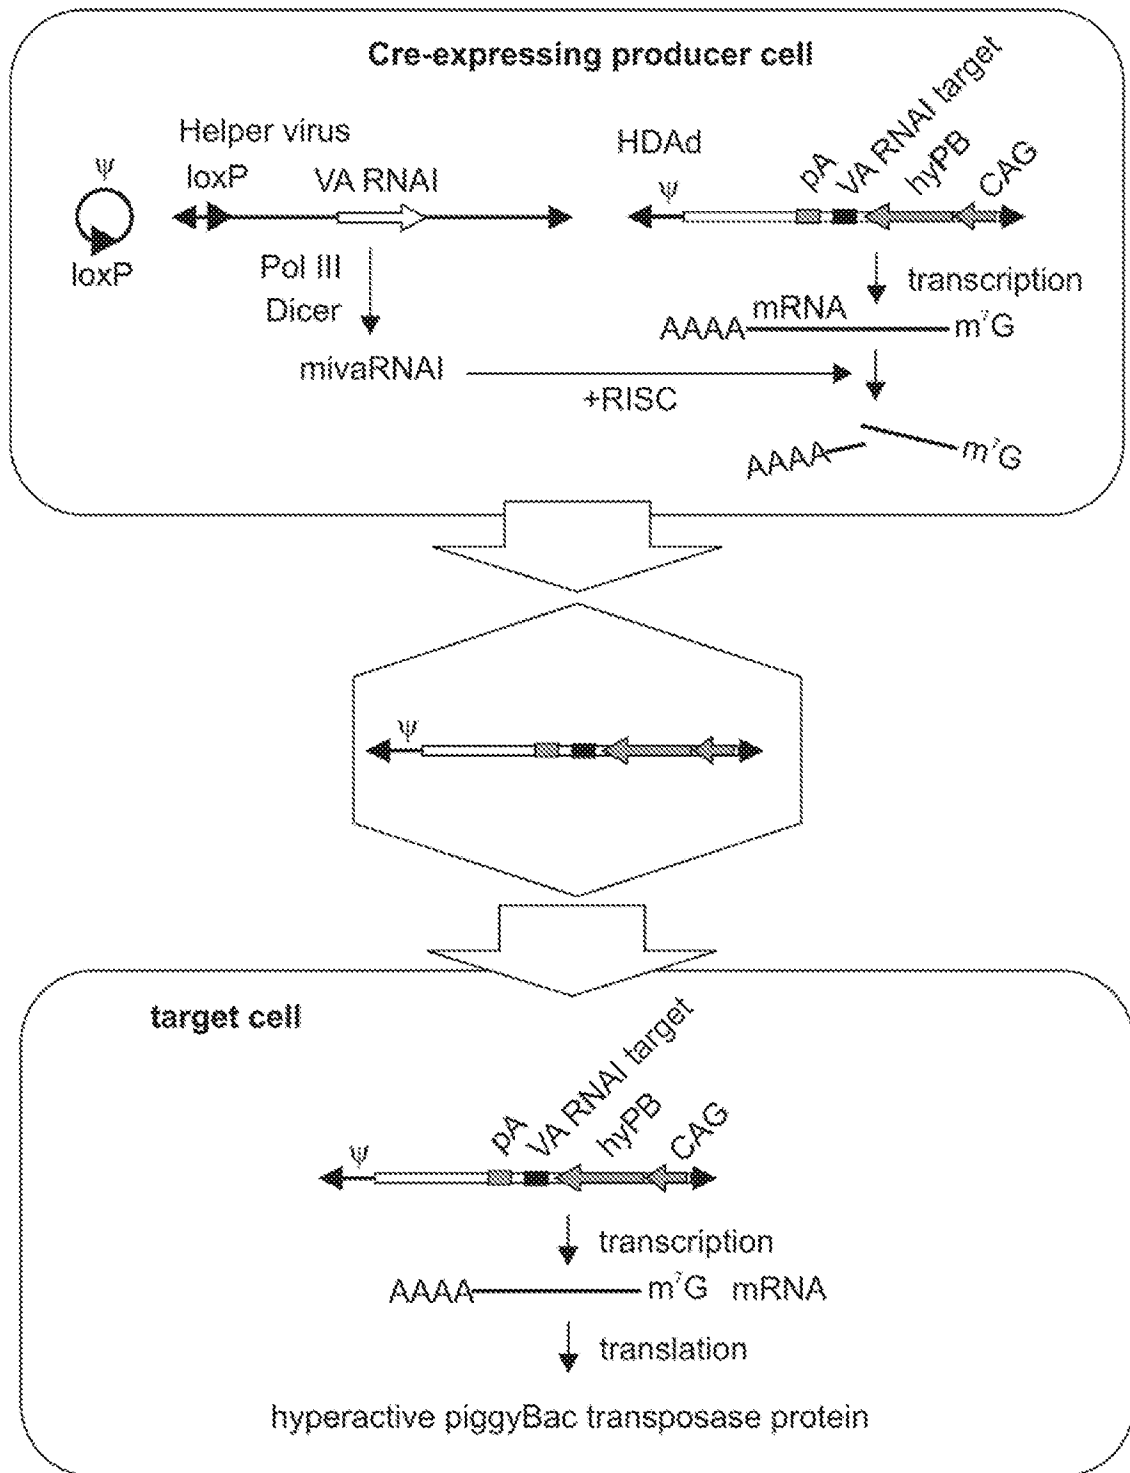 Cre-expressing producer cell
Helper virus
ψ
loxP
VA RNAI
loxP
Pol III
Dicer
mivaRNAI
+RISC
HDAd
ψ
pA
VA RNAI target
hyPB
CAG
transcription
mRNA
AAAA
m⁷G
AAAA
m⁷G
ψ
target cell
ψ
pA
VA RNAI target
hyPB
CAG
transcription
AAAA
m⁷G mRNA
translation
hyperactive piggyBac transposase protein